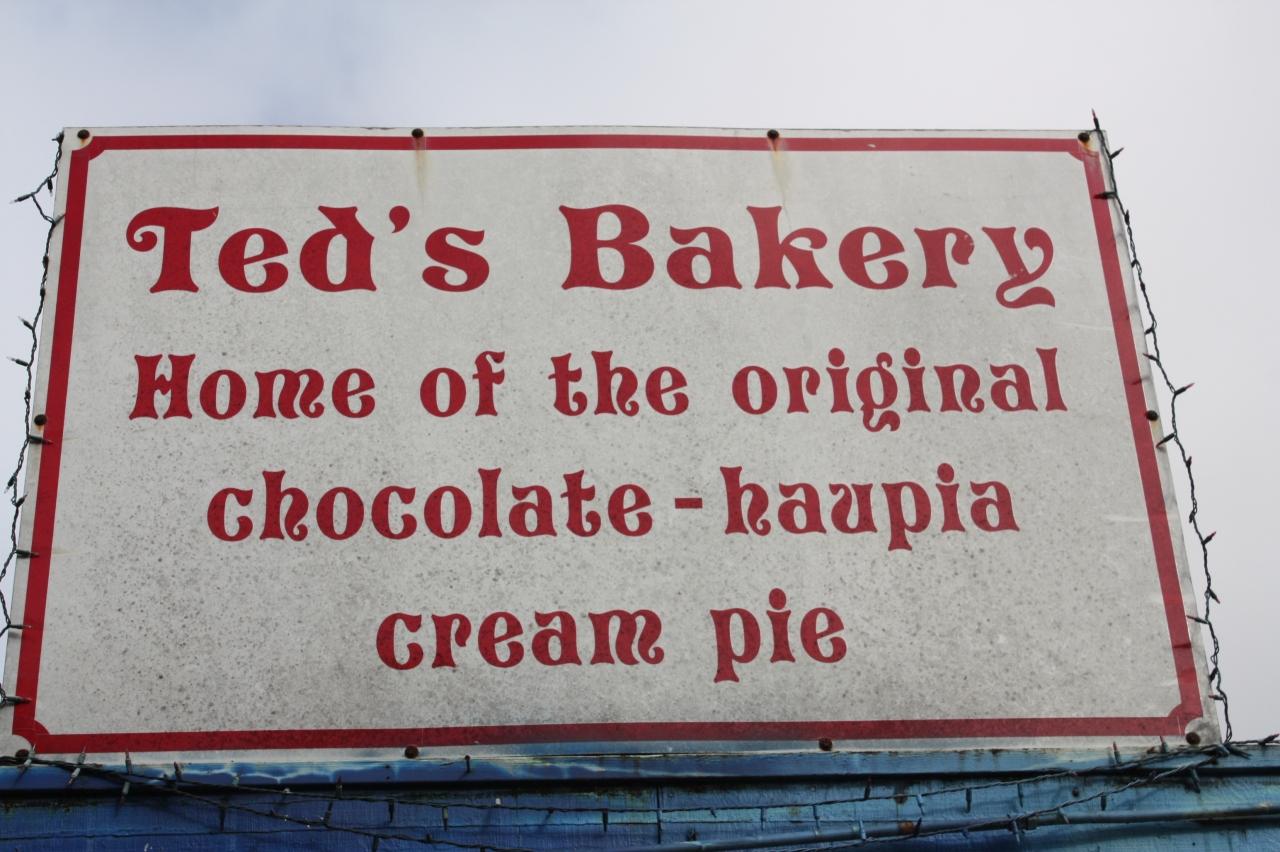 Ted's Bakery
Home of the original
chocolate-haupia
cream pie